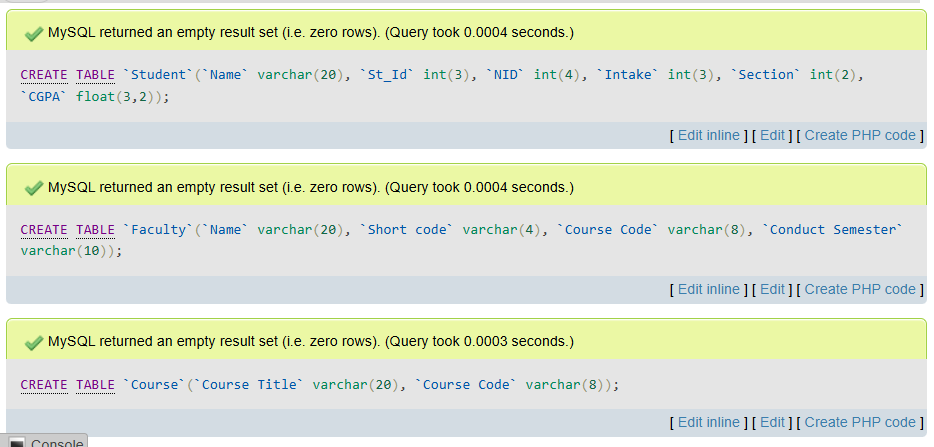 MySQL returned an empty result set (i.e. zero rows). (Query took 0.0004 seconds.)
CREATE TABLE `Student`(`Name` varchar(20), `St_Id` int(3), `NID` int(4), `Intake` int(3), `Section` int(2),
`CGPA` float(3,2));
[ Edit inline ] [ Edit ] [ Create PHP code ]
MySQL returned an empty result set (i.e. zero rows). (Query took 0.0004 seconds.)
CREATE TABLE `Faculty`(`Name` varchar(20), `Short code` varchar(4), `Course Code` varchar(8), `Conduct Semester`
varchar(10));
[ Edit inline ] [ Edit ] [ Create PHP code ]
MySQL returned an empty result set (i.e. zero rows). (Query took 0.0003 seconds.)
CREATE TABLE `Course`(`Course Title` varchar(20), `Course Code` varchar(8));
[ Edit inline ] [ Edit ] [ Create PHP code ]
Console